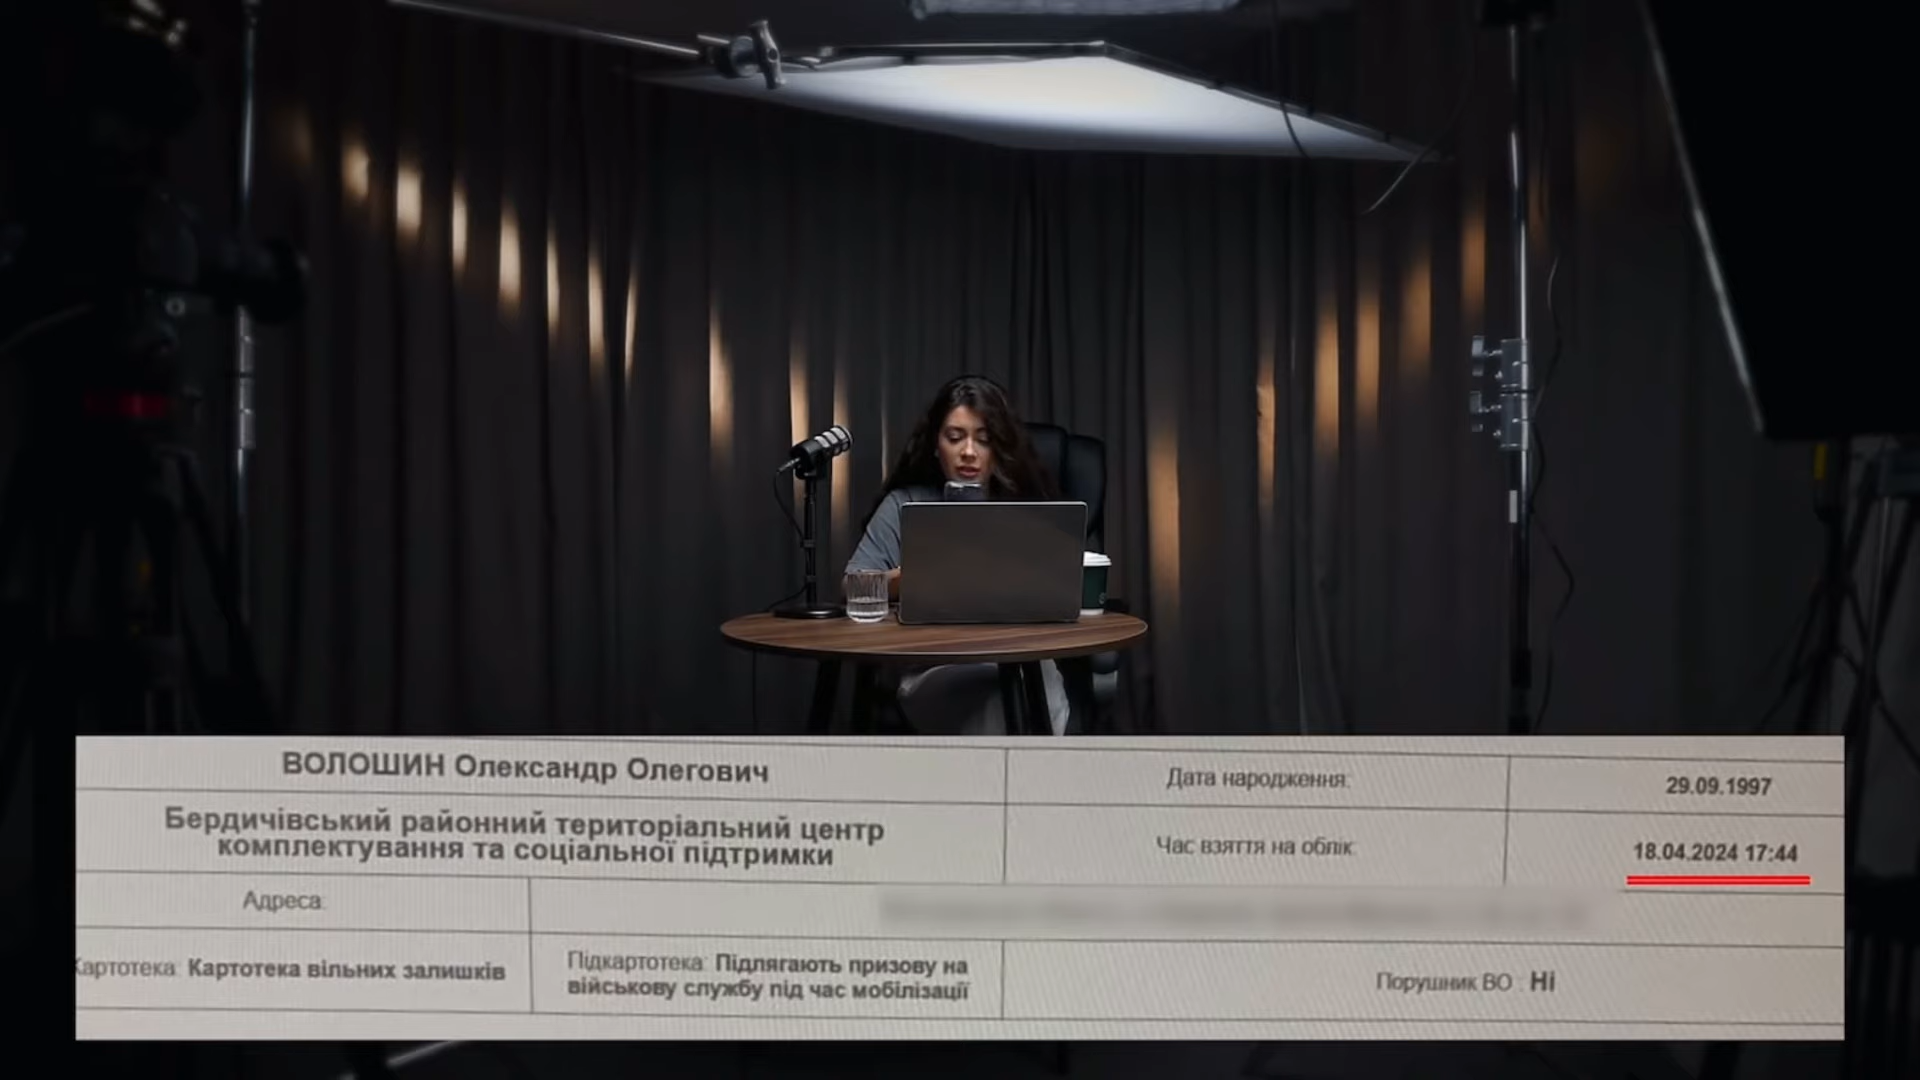 ВОЛОШИН Олександр Олегович
Дата народження:
29.09.1997
Бердичівський районний територіальний центр
комплектування та соціальної підтримки
Час взяття на облік:
18.04.2024 17:44
Адреса:
Картотека: Картотека вільних залишків
Підкартотека: Підлягають призову на
військову службу під час мобілізації
Порушник ВО : Ні